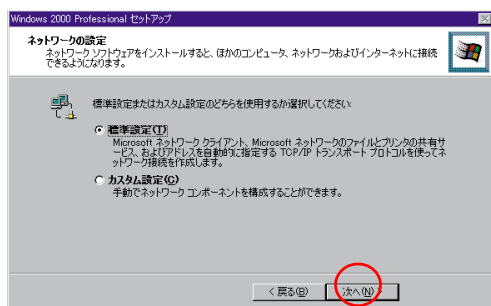 Windows 2000 Professional セットアップ
ネットワークの設定
ネットワーク ソフトウェアをインストールすると、ほかのコンピュータ、ネットワークおよびインターネットに接続
できるようになります。
標準設定またはカスタム設定のどちらを使用するか選択してください:
標準設定(T)
Microsoft ネットワーク クライアント、Microsoft ネットワークのファイルとプリンタの共有サ
ービス、およびアドレスを自動的に指定する TCP/IP トランスポート プロトコルを使ってネ
ットワーク接続を作成します。
カスタム設定(C)
手動でネットワーク コンポーネントを構成することができます。
< 戻る(B)
次へ(N) >